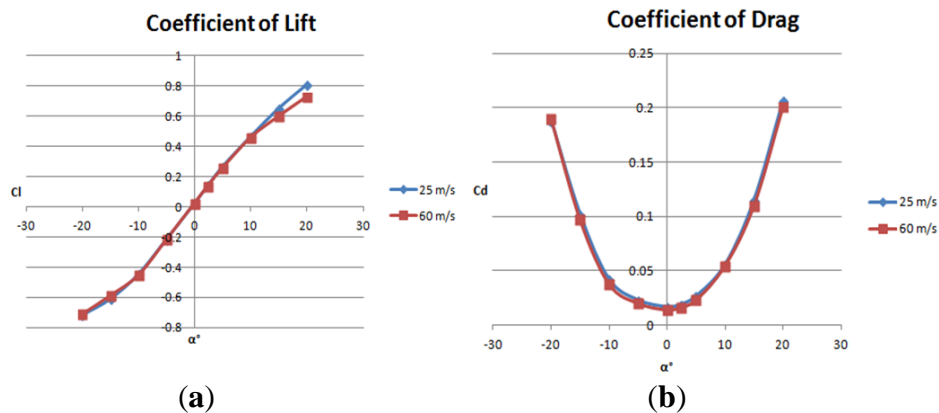 Coefficient of Lift
1
0.8
0.6
0.4
0.2
0
-0.2
-0.4
-0.6
-0.8
-30 -20 -10 0 10 20 30
Cl
α°
25 m/s
60 m/s
(a)
Coefficient of Drag
0.25
0.2
0.15
0.1
0.05
0
-30 -20 -10 0 10 20 30
Cd
α°
25 m/s
60 m/s
(b)